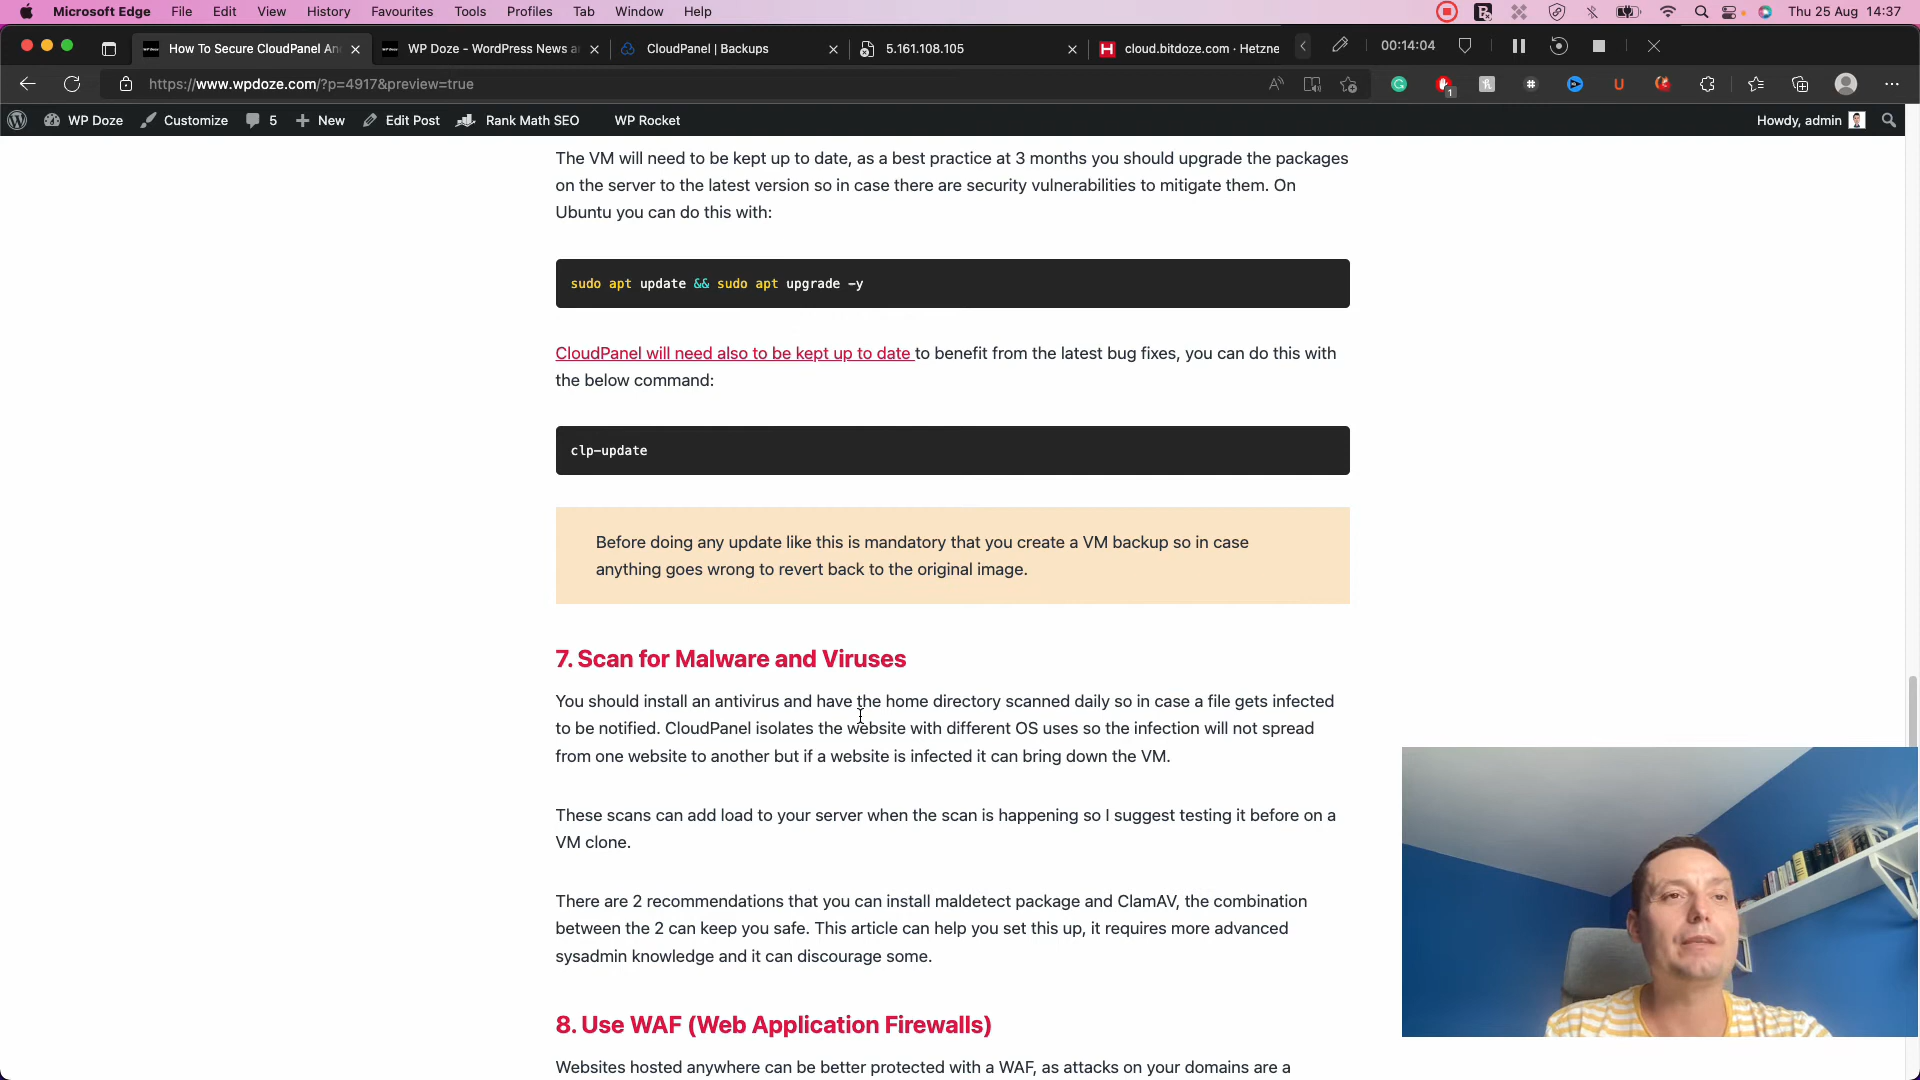 Microsoft Edge File Edit View History Favourites Tools Profiles Tab Window Help Thu 25 Aug 14:37
How To Secure CloudPanel An WP Doze - WordPress News a CloudPanel | Backups 5.161.108.105 cloud.bitdoze.com · Hetzne 00:14:04
https://www.wpdoze.com/?p=4917&preview=true
WP Doze Customize 5 New Edit Post Rank Math SEO WP Rocket Howdy, admin
The VM will need to be kept up to date, as a best practice at 3 months you should upgrade the packages
on the server to the latest version so in case there are security vulnerabilities to mitigate them. On
Ubuntu you can do this with:
sudo apt update && sudo apt upgrade -y
CloudPanel will need also to be kept up to date to benefit from the latest bug fixes, you can do this with
the below command:
clp-update
Before doing any update like this is mandatory that you create a VM backup so in case
anything goes wrong to revert back to the original image.
7. Scan for Malware and Viruses
You should install an antivirus and have the home directory scanned daily so in case a file gets infected
to be notified. CloudPanel isolates the website with different OS uses so the infection will not spread
from one website to another but if a website is infected it can bring down the VM.
These scans can add load to your server when the scan is happening so I suggest testing it before on a
VM clone.
There are 2 recommendations that you can install maldetect package and ClamAV, the combination
between the 2 can keep you safe. This article can help you set this up, it requires more advanced
sysadmin knowledge and it can discourage some.
8. Use WAF (Web Application Firewalls)
Websites hosted anywhere can be better protected with a WAF, as attacks on your domains are a